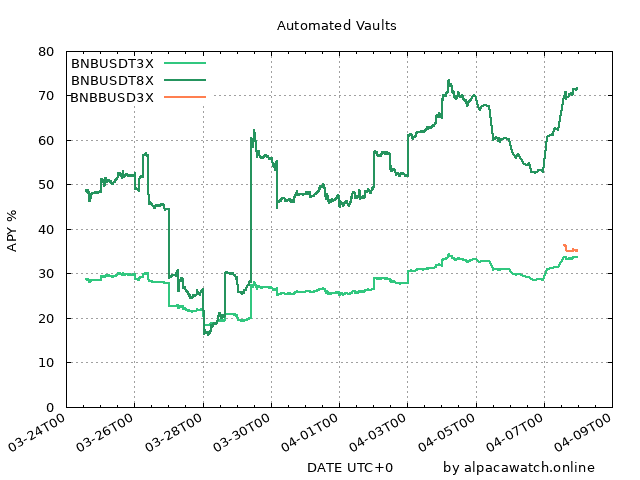 Automated Vaults
80
70
60
50
40
30
20
10
0
APY %
BNBUSDT3X
BNBUSDT8X
BNBBUSD3X
03-24T00
03-26T00
03-28T00
03-30T00
04-01T00
04-03T00
04-05T00
04-07T00
04-09T00
DATE UTC+0
by alpacawatch.online